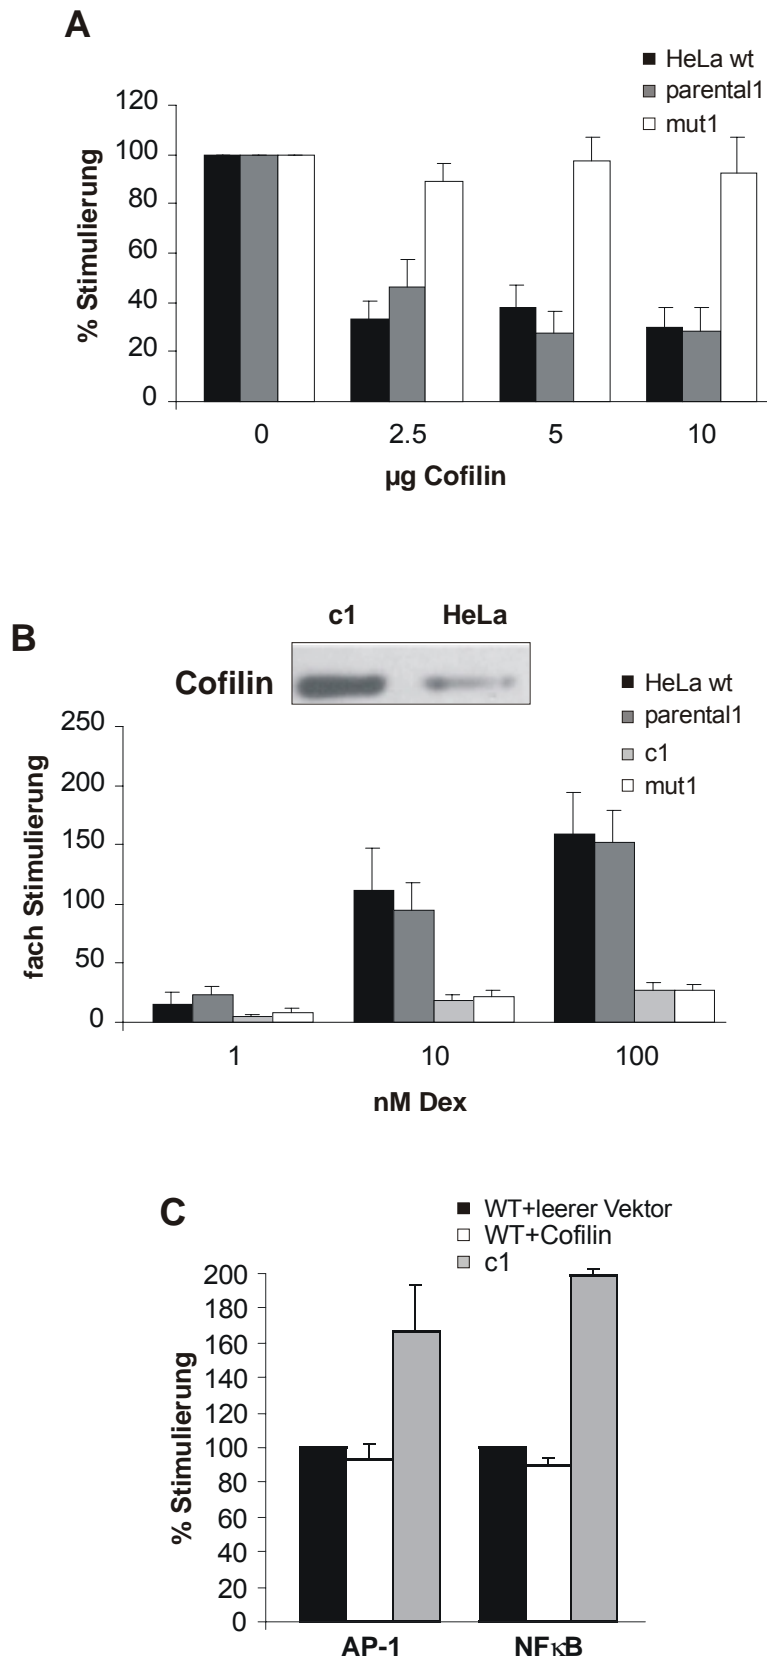 A
HeLa wt
parental1
mut1
120
100
80
60
40
20
0
% Stimulierung
0 2.5 5 10
µg Cofilin
c1 HeLa
B
Cofilin
HeLa wt
parental1
c1
mut1
250
200
150
100
50
0
fach Stimulierung
1 10 100
nM Dex
C
WT+leerer Vektor
WT+Cofilin
c1
200
180
160
140
120
100
80
60
40
20
0
% Stimulierung
AP-1 NFκB